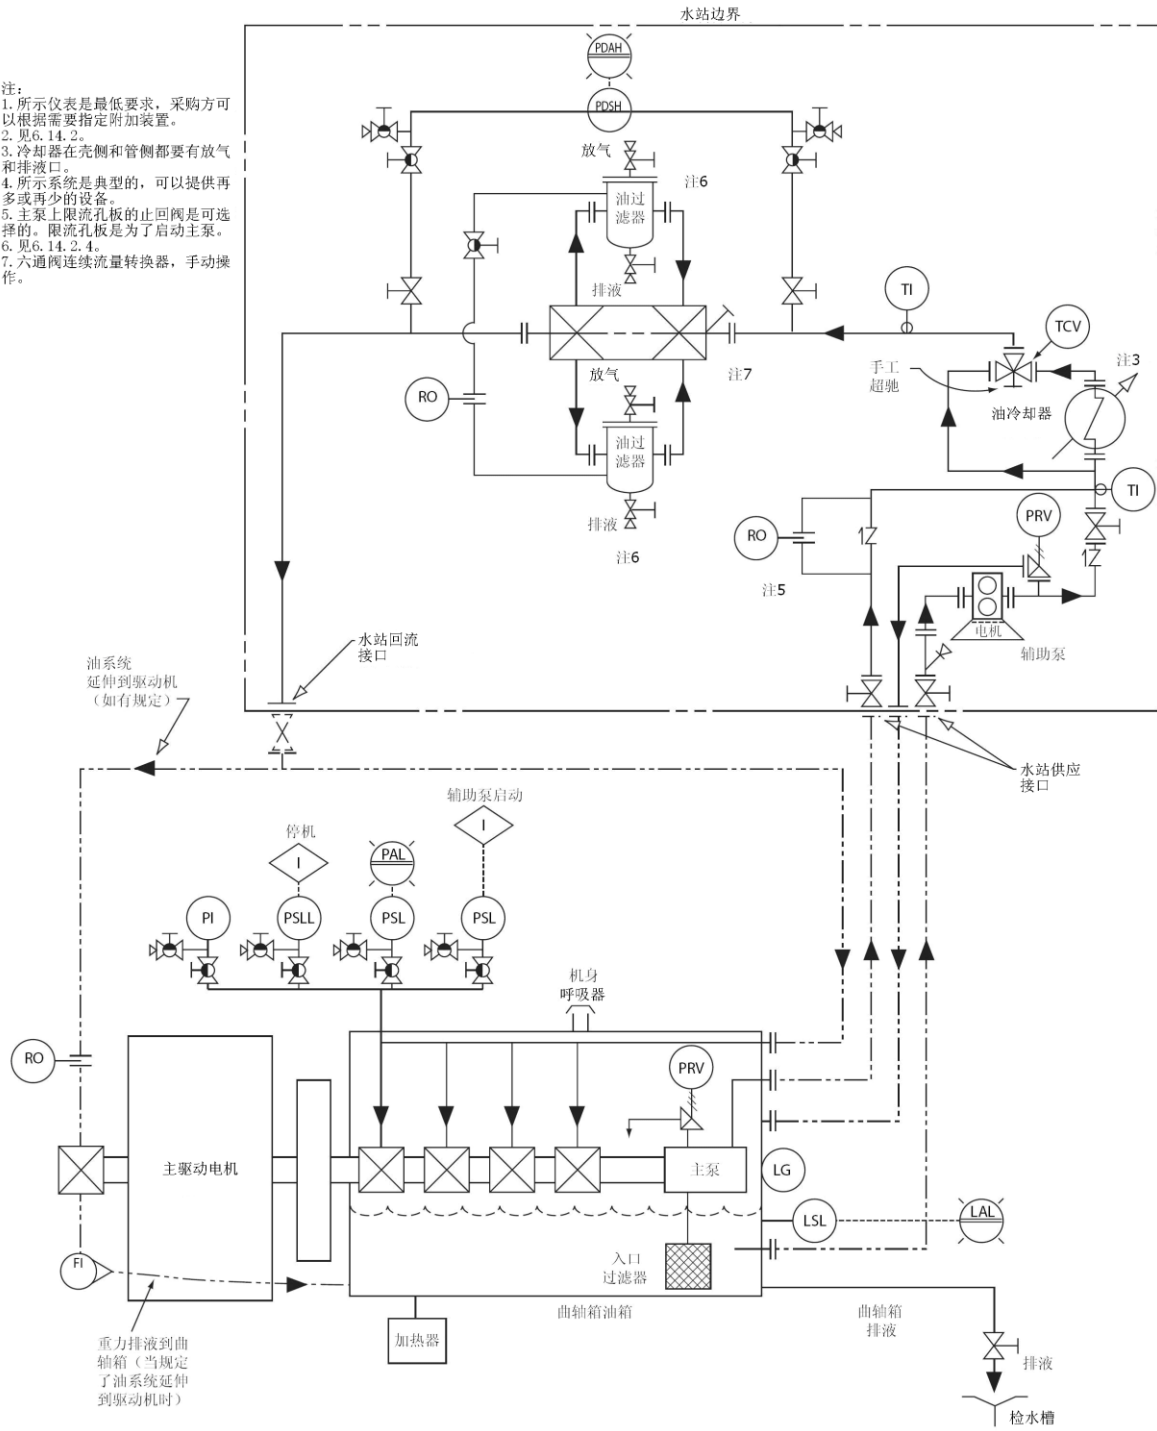 水站边界
注:
1. 所示仪表是最低要求，采购方可
以根据需要指定附加装置。
2. 见6.14.2。
3. 冷却器在壳侧和管侧都要有放气
和排液口。
4. 所示系统是典型的，可以提供再
多或再少的设备。
5. 主泵上限流孔板的止回阀是可选
择的。限流孔板是为了启动主泵。
6. 见6.14.2.4。
7. 六通阀连续流量转换器，手动操
作。
PDAH
PDSH
放气
注6
油过
滤器
排液
TI
TCV
注3
手工
超驰
油冷却器
注7
放气
RO
油过
滤器
排液
注6
TI
PRV
RO
注5
电机
辅助泵
水站回流
接口
油系统
延伸到驱动机
（如有规定）
水站供应
接口
辅助泵启动
I
停机
I
PAL
PI
PSLL
PSL
PSL
机身
呼吸器
RO
PRV
主驱动电机
主泵
LG
LSL
LAL
FI
入口
过滤器
曲轴箱油箱
曲轴箱
排液
加热器
重力排液到曲
轴箱（当规定
了油系统延伸
到驱动机时）
排液
检水槽